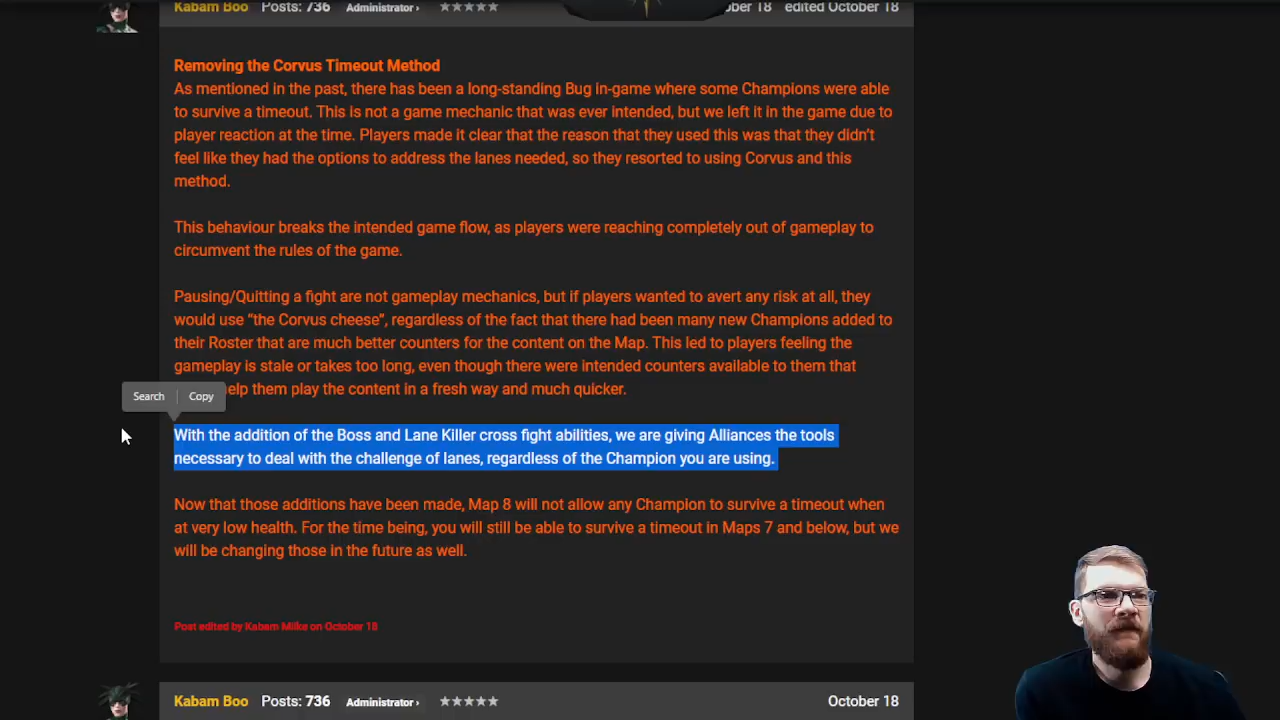 Kabam Boo Posts: 736 Administrator › ober 18 edited October 18
Removing the Corvus Timeout Method
As mentioned in the past, there has been a long-standing Bug in-game where some Champions were able
to survive a timeout. This is not a game mechanic that was ever intended, but we left it in the game due to
player reaction at the time. Players made it clear that the reason that they used this was that they didn't
feel like they had the options to address the lanes needed, so they resorted to using Corvus and this
method.
This behaviour breaks the intended game flow, as players were reaching completely out of gameplay to
circumvent the rules of the game.
Pausing/Quitting a fight are not gameplay mechanics, but if players wanted to avert any risk at all, they
would use “the Corvus cheese”, regardless of the fact that there had been many new Champions added to
their Roster that are much better counters for the content on the Map. This led to players feeling the
gameplay is stale or takes too long, even though there were intended counters available to them that
help them play the content in a fresh way and much quicker.
Search Copy
With the addition of the Boss and Lane Killer cross fight abilities, we are giving Alliances the tools
necessary to deal with the challenge of lanes, regardless of the Champion you are using.
Now that those additions have been made, Map 8 will not allow any Champion to survive a timeout when
at very low health. For the time being, you will still be able to survive a timeout in Maps 7 and below, but we
will be changing those in the future as well.
Post edited by Kabam Miike on October 18
Kabam Boo Posts: 736 Administrator › October 18